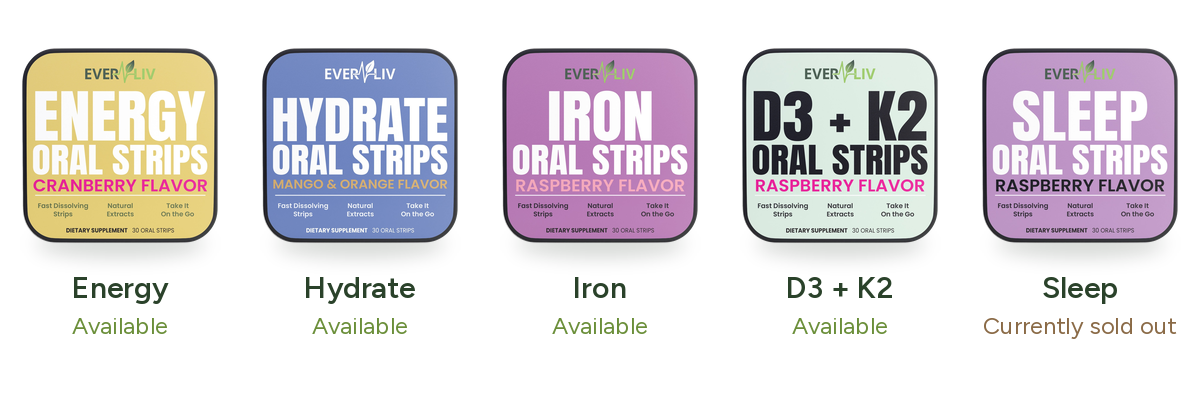 EVERLIV
ENERGY
ORAL STRIPS
CRANBERRY FLAVOR
Fast Dissolving Strips
Natural Extracts
Take It On the Go
DIETARY SUPPLEMENT 30 ORAL STRIPS
Energy
Available
EVERLIV
HYDRATE
ORAL STRIPS
MANGO & ORANGE FLAVOR
Fast Dissolving Strips
Natural Extracts
Take It On the Go
DIETARY SUPPLEMENT 30 ORAL STRIPS
Hydrate
Available
EVERLIV
IRON
ORAL STRIPS
RASPBERRY FLAVOR
Fast Dissolving Strips
Natural Extracts
Take It On the Go
DIETARY SUPPLEMENT 30 ORAL STRIPS
Iron
Available
EVERLIV
D3 + K2
ORAL STRIPS
RASPBERRY FLAVOR
Fast Dissolving Strips
Natural Extracts
Take It On the Go
DIETARY SUPPLEMENT 30 ORAL STRIPS
D3 + K2
Available
EVERLIV
SLEEP
ORAL STRIPS
RASPBERRY FLAVOR
Fast Dissolving Strips
Natural Extracts
Take It On the Go
DIETARY SUPPLEMENT 30 ORAL STRIPS
Sleep
Currently sold out